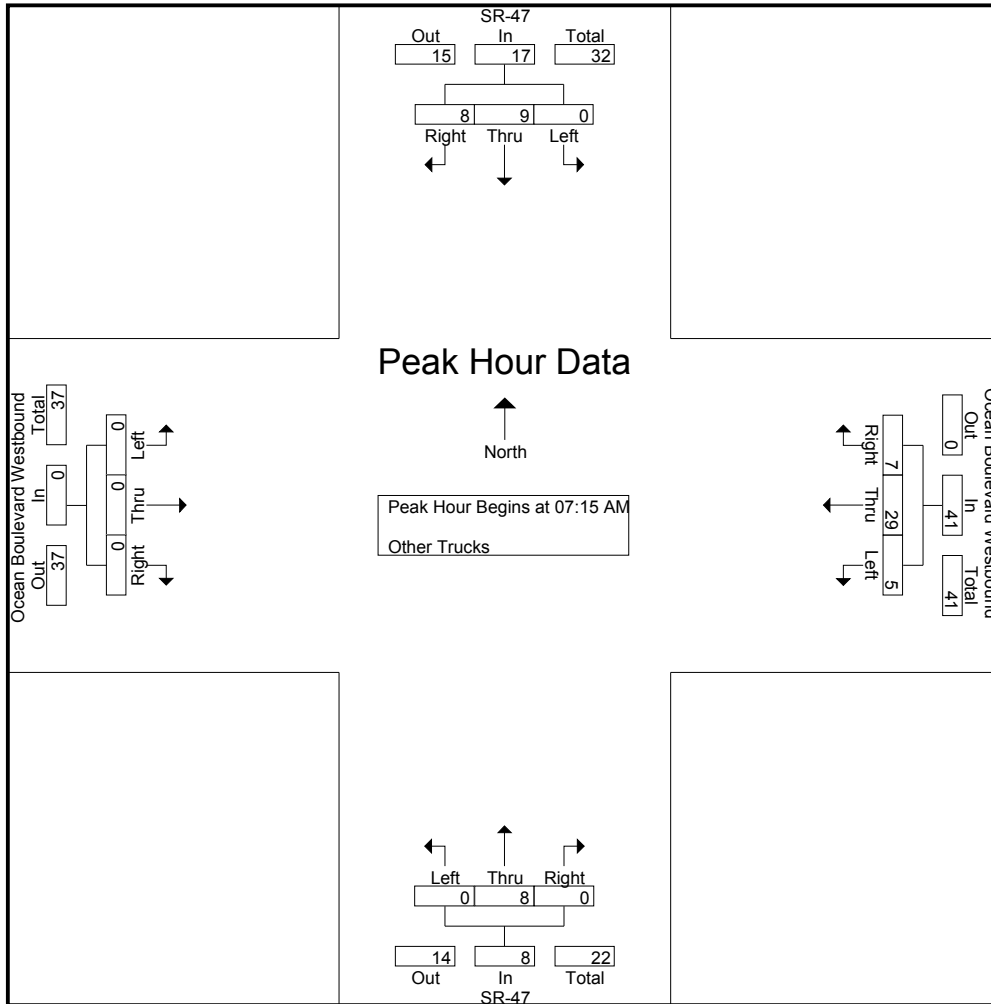 SR-47
Out In Total
15 17 32
8 9 0
Right Thru Left
Peak Hour Data
North
Peak Hour Begins at 07:15 AM
Other Trucks
Ocean Boulevard Westbound
Total In Out
37 0 37
0 0 0
Left Thru Right
Ocean Boulevard Westbound
Out In Total
0 41 41
7 29 5
Right Thru Left
Left Thru Right
0 8 0
14 8 22
Out In Total
SR-47